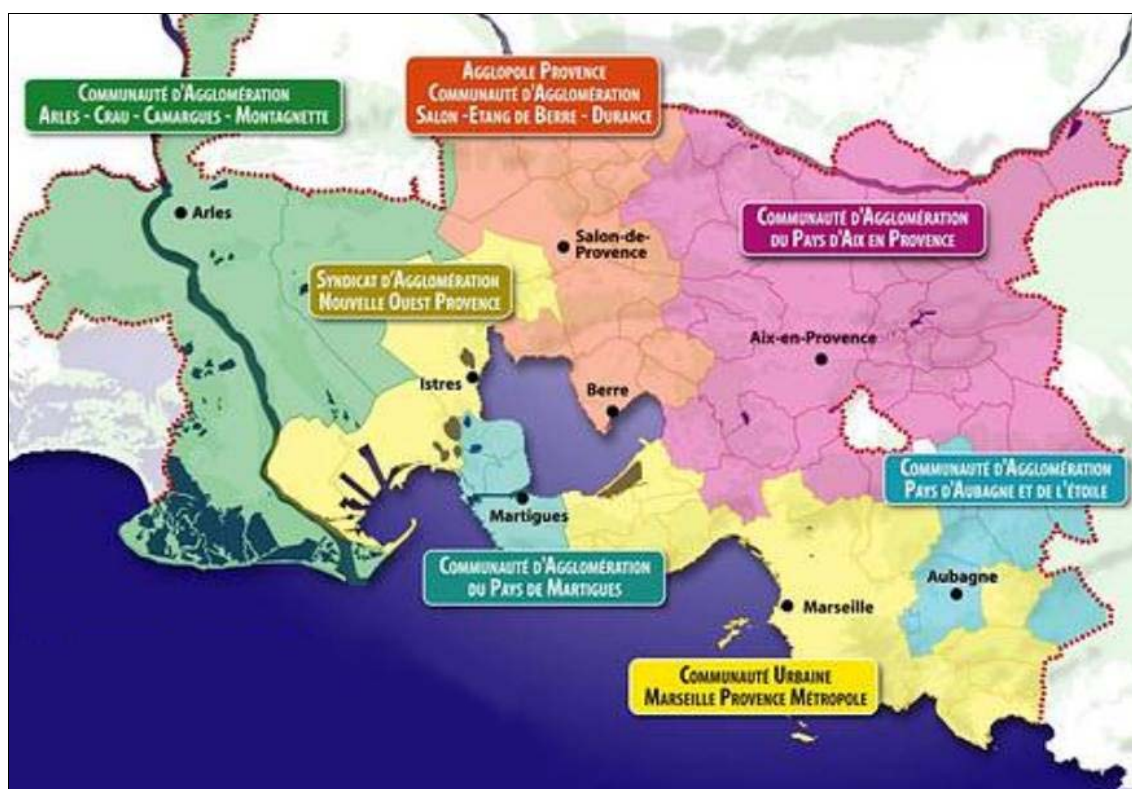 COMMUNAUTÉ D'AGGLOMÉRATION
ARLES - CRAU - CAMARGUES - MONTAGNETTE
AGGLOPOLE PROVENCE
COMMUNAUTÉ D'AGGLOMÉRATION
SALON -ETANG DE BERRE - DURANCE
Arles
Salon-de-
Provence
COMMUNAUTÉ D'AGGLOMÉRATION
DU PAYS D'AIX EN PROVENCE
SYNDICAT D'AGGLOMÉRATION
NOUVELLE OUEST PROVENCE
Aix-en-Provence
Istres
Berre
COMMUNAUTÉ D'AGGLOMÉRATION
PAYS D'AUBAGNE ET DE L'ÉTOILE
Martigues
COMMUNAUTÉ D'AGGLOMÉRATION
DU PAYS DE MARTIGUES
Aubagne
Marseille
COMMUNAUTÉ URBAINE
MARSEILLE PROVENCE MÉTROPOLE